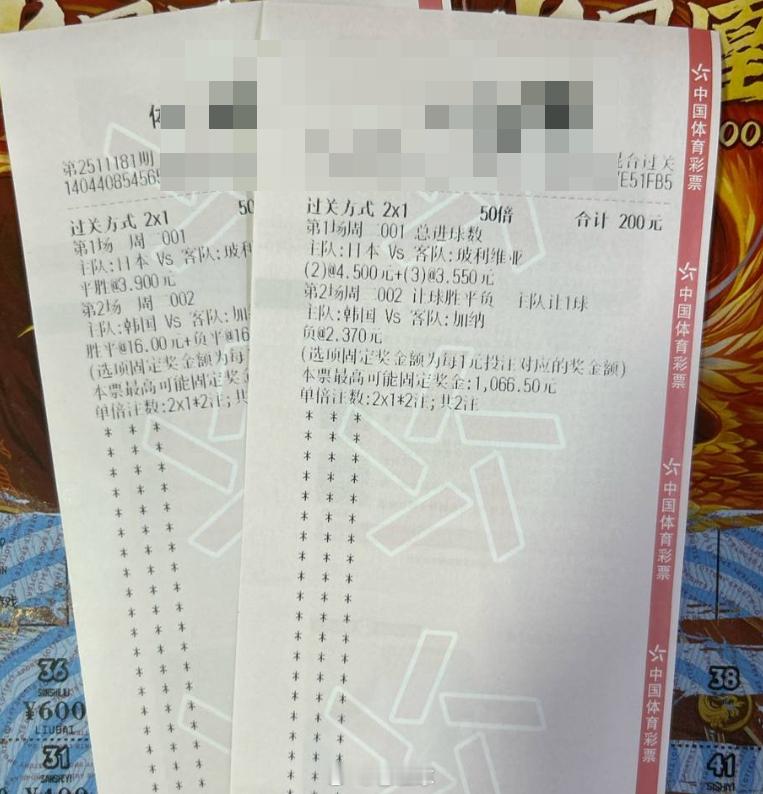 第2511181期
140440854569
过关方式 2x1 50
第1场 周二001
主队:日本 Vs 客队:玻利
平胜@3.900元
第2场 周二002
主队:韩国 Vs 客队:加
胜平@16.00元+负平@16
(选项固定奖金额为每1
本票最高可能固定奖金
单倍注数:2x1*2注;共
混合过关
E51FB5
过关方式 2x1 50倍 合计 200元
第1场周二001 总进球数
主队:日本 Vs 客队:玻利维亚
(2)@4.500元+(3)@3.550元
第2场周二002 让球胜平负 主队让1球
主队:韩国 Vs 客队:加纳
负@2.370元
(选项固定奖金额为每1元投注对应的奖金额)
本票最高可能固定奖金:1,066.50元
单倍注数:2x1*2注;共2注
中国体育彩票
中国体育彩票
中国体育彩票
中国体育彩票
36
SANSHILIU
¥600
LIUBAI
31
SANSHIYI
38
41
SISHIYI